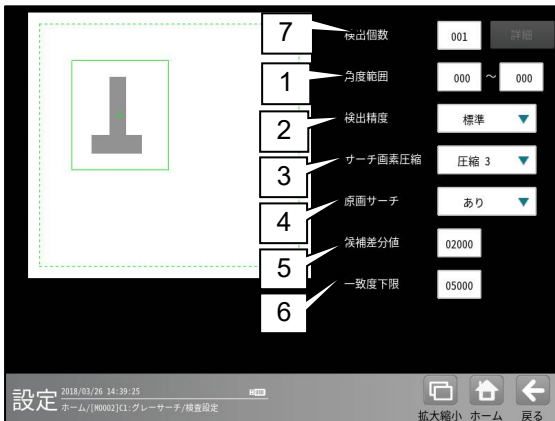 7 検出個数 001 詳細
1 角度範囲 000 ～ 000
2 検出精度 標準
3 サーチ画素圧縮 圧縮 3
4 原画サーチ あり
5 候補差分値 02000
6 一致度下限 05000
設定
2018/03/26 14:39:25
ホーム/[M0002]C1:グレーサーチ/検査設定
拡大縮小 ホーム 戻る